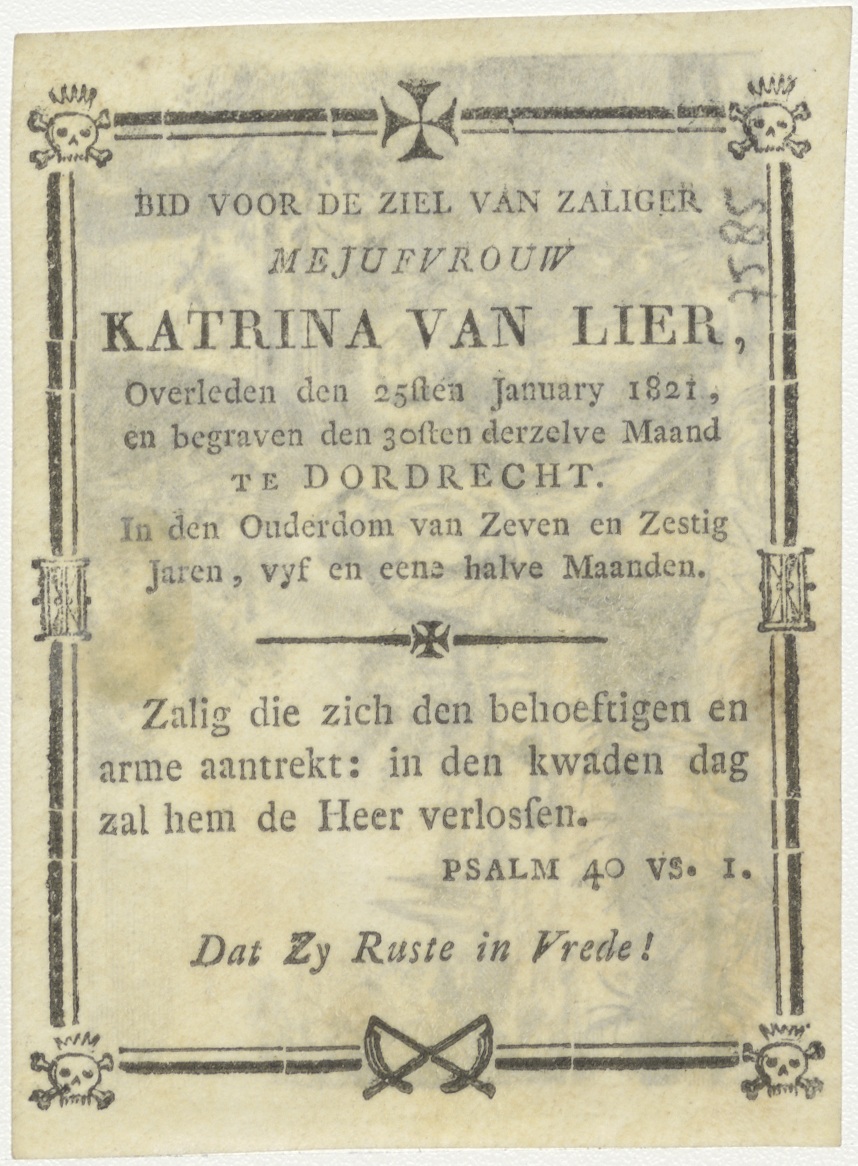 BID VOOR DE ZIEL VAN ZALIGER
MEJUFVROUW
KATRINA VAN LIER,
Overleden den 25ſten January 1821,
en begraven den 30ſten derzelve Maand
TE DORDRECHT.
In den Ouderdom van Zeven en Zestig
Jaren, vyf en eene halve Maanden.
Zalig die zich den behoeftigen en
arme aantrekt: in den kwaden dag
zal hem de Heer verlosſen.
PSALM 40 VS. 1.
Dat Zy Ruste in Vrede!